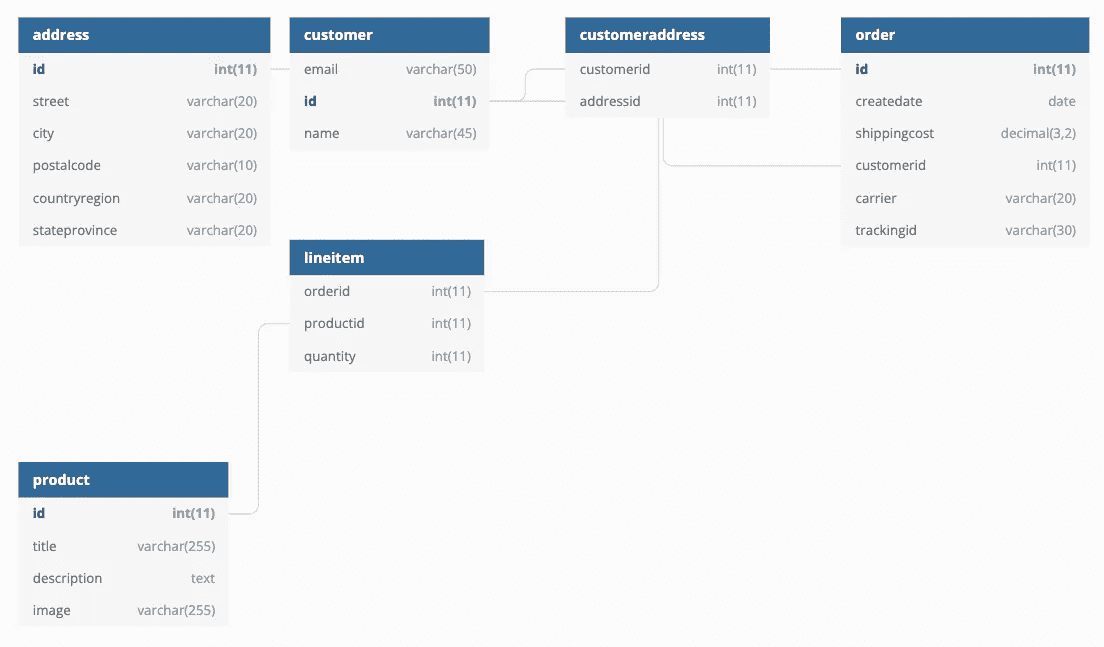 address
id int(11)
street varchar(20)
city varchar(20)
postalcode varchar(10)
countryregion varchar(20)
stateprovince varchar(20)
customer
email varchar(50)
id int(11)
name varchar(45)
customeraddress
customerid int(11)
addressid int(11)
order
id int(11)
createdate date
shippingcost decimal(3,2)
customerid int(11)
carrier varchar(20)
trackingid varchar(30)
lineitem
orderid int(11)
productid int(11)
quantity int(11)
product
id int(11)
title varchar(255)
description text
image varchar(255)